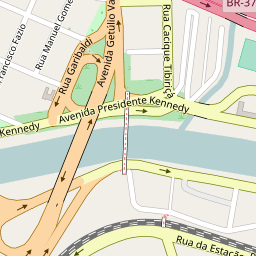 BR-37
Francisco Fazio
Rua Manuel Gome
Rua Garibaldi
Avenida Getúlio Va
Rua Cacique Tibiriçá
Avenida Presidente Kennedy
Kennedy
Rua da Estação